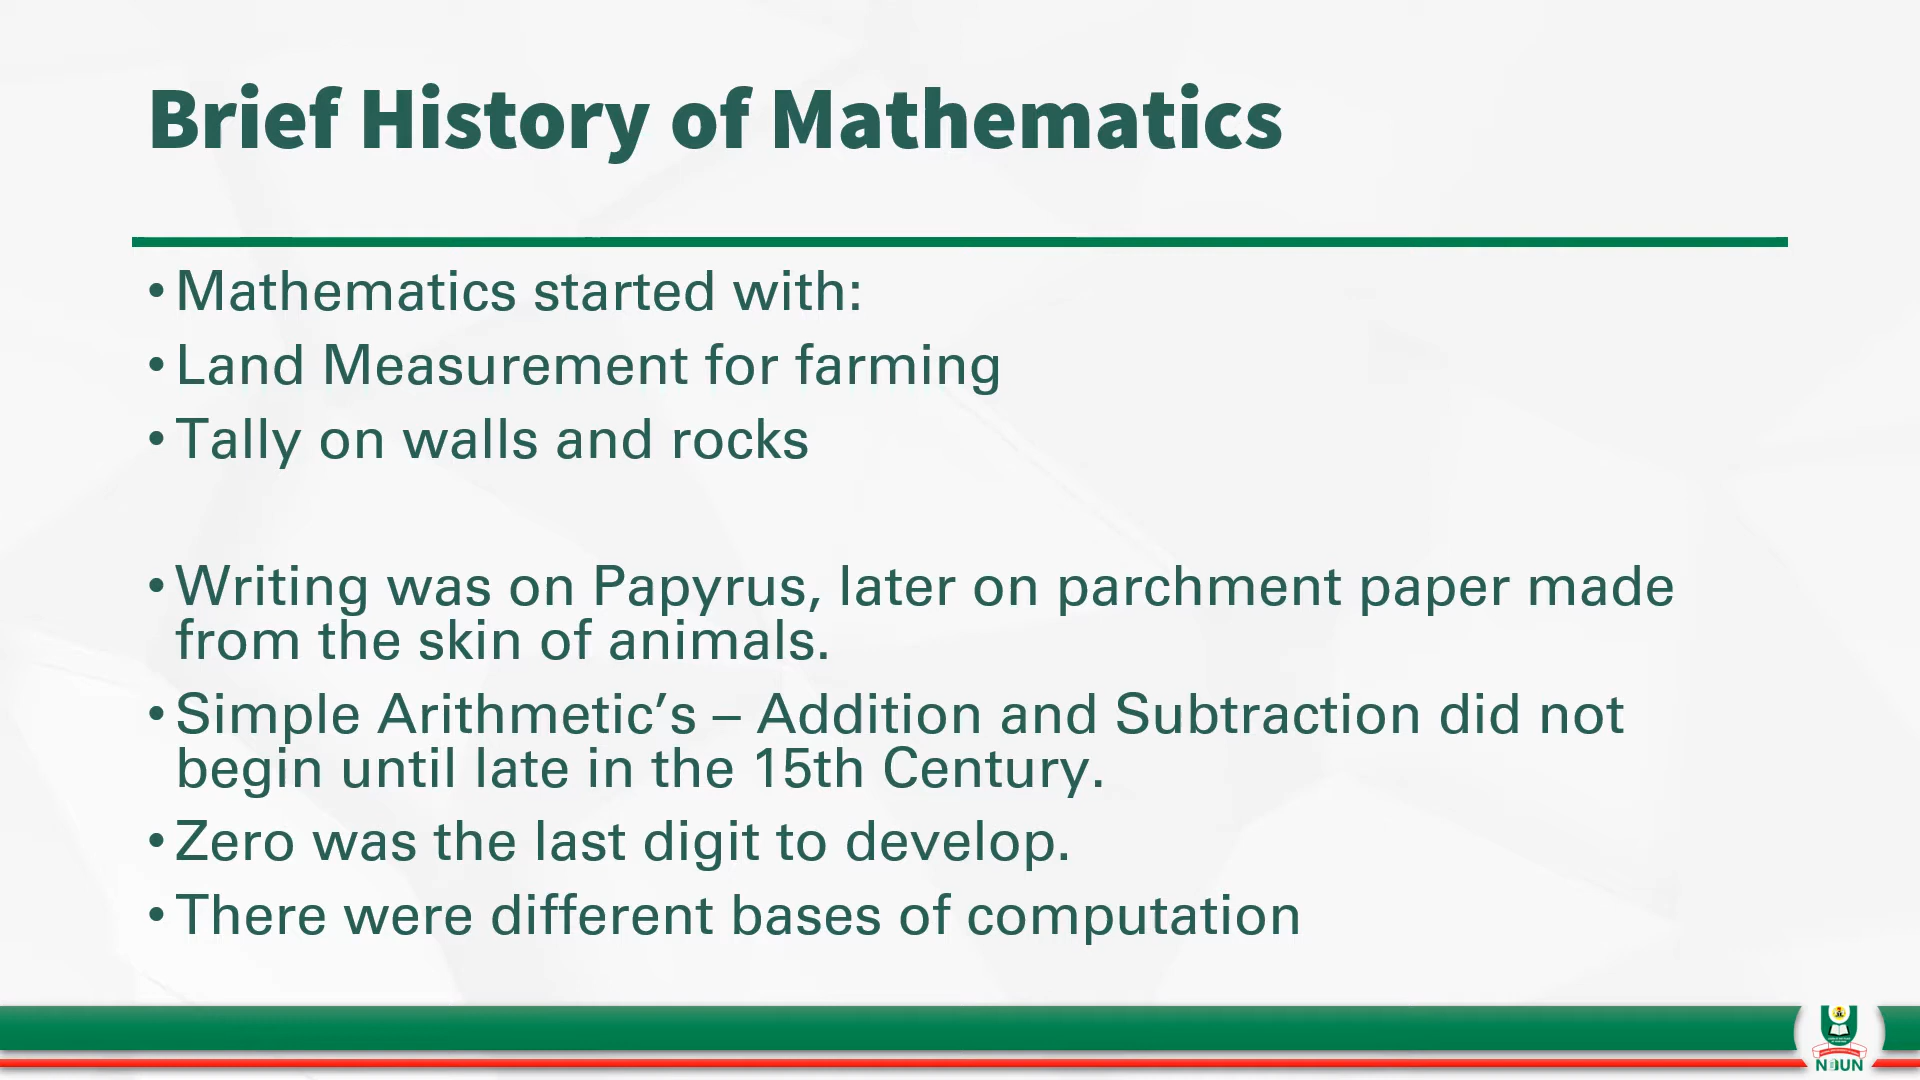 Brief History of Mathematics
• Mathematics started with:
• Land Measurement for farming
• Tally on walls and rocks
• Writing was on Papyrus, later on parchment paper made
from the skin of animals.
• Simple Arithmetic’s – Addition and Subtraction did not
begin until late in the 15th Century.
• Zero was the last digit to develop.
• There were different bases of computation
NOUN